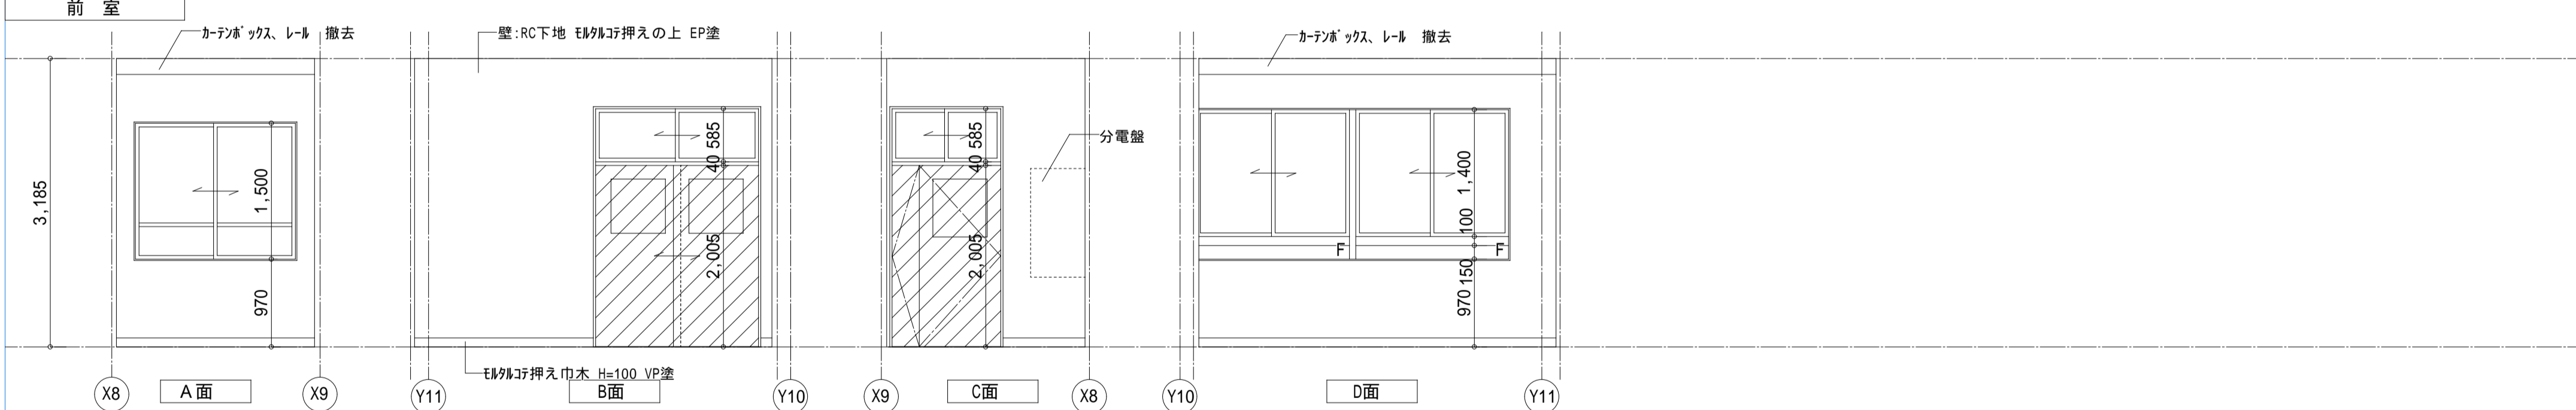 前 室
ｶｰﾃﾝﾎﾞｯｸｽ、ﾚｰﾙ 撤去
壁:RC下地 ﾓﾙﾀﾙｺﾃ押えの上 EP塗
ｶｰﾃﾝﾎﾞｯｸｽ、ﾚｰﾙ 撤去
3,185
1,500
970
585
40
2,005
585
40
2,005
分電盤
1,400
100
150
970
F
F
ﾓﾙﾀﾙｺﾃ押え巾木 H=100 VP塗
X8
A面
X9
Y11
B面
Y10
X9
C面
X8
Y10
D面
Y11